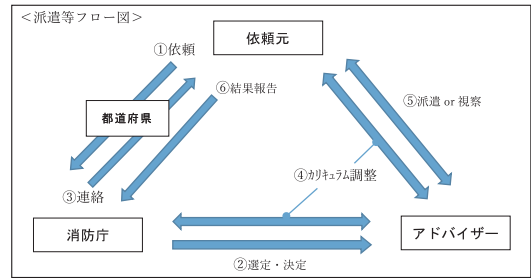 ＜派遣等フロー図＞
依頼元
①依頼
⑥結果報告
⑤派遣 or 視察
都道府県
④カリキュラム調整
③連絡
消防庁
アドバイザー
②選定・決定